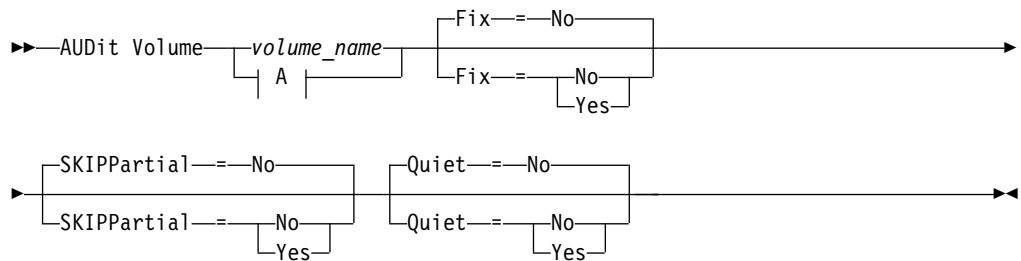 Fix = No
AUDit Volume volume_name
A
Fix = No
Yes
SKIPPartial = No
Quiet = No
SKIPPartial = No
Yes
Quiet = No
Yes